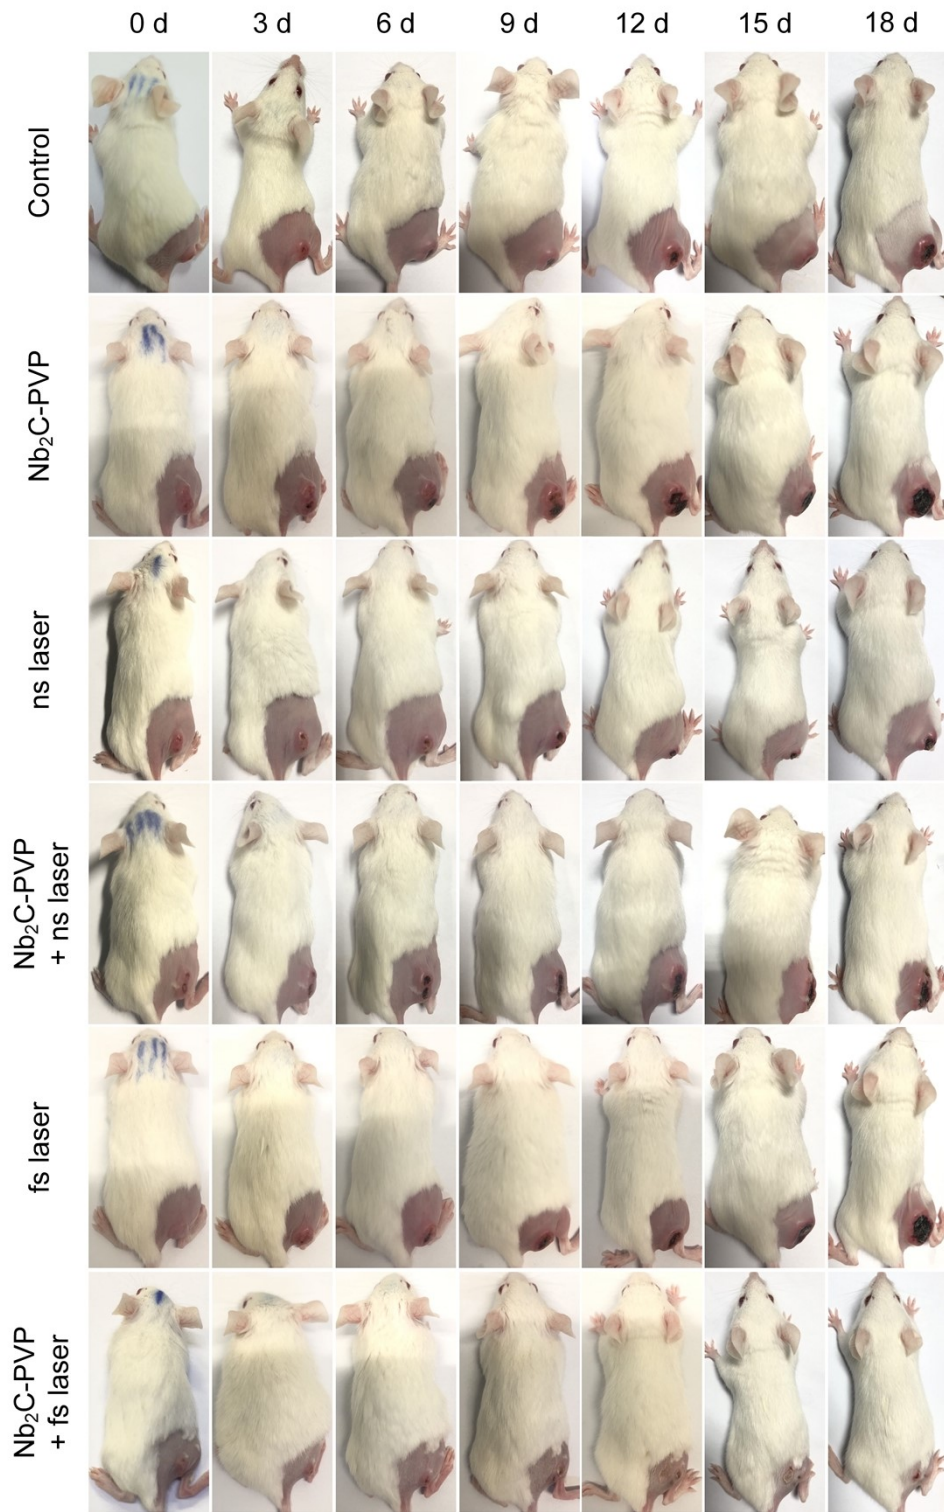 0 d 3 d 6 d 9 d 12 d 15 d 18 d
Control
Nb₂C-PVP
ns laser
Nb₂C-PVP
+ ns laser
fs laser
Nb₂C-PVP
+ fs laser